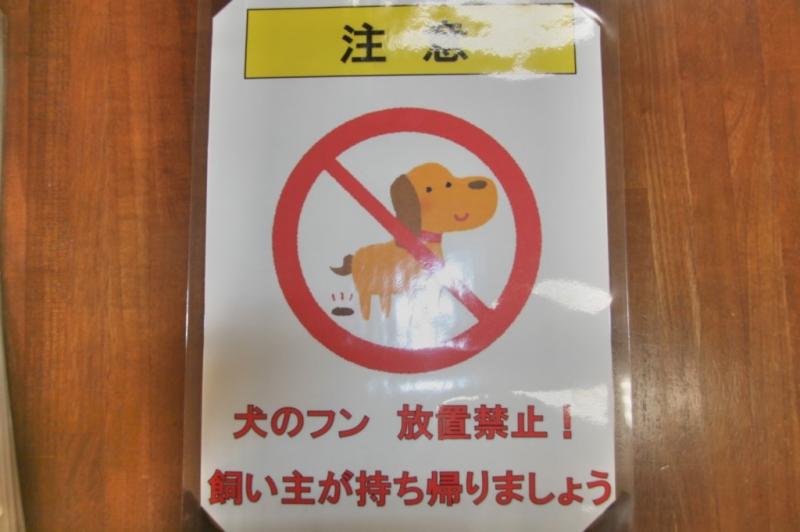 注 意
犬のフン 放置禁止！
飼い主が持ち帰りましょう